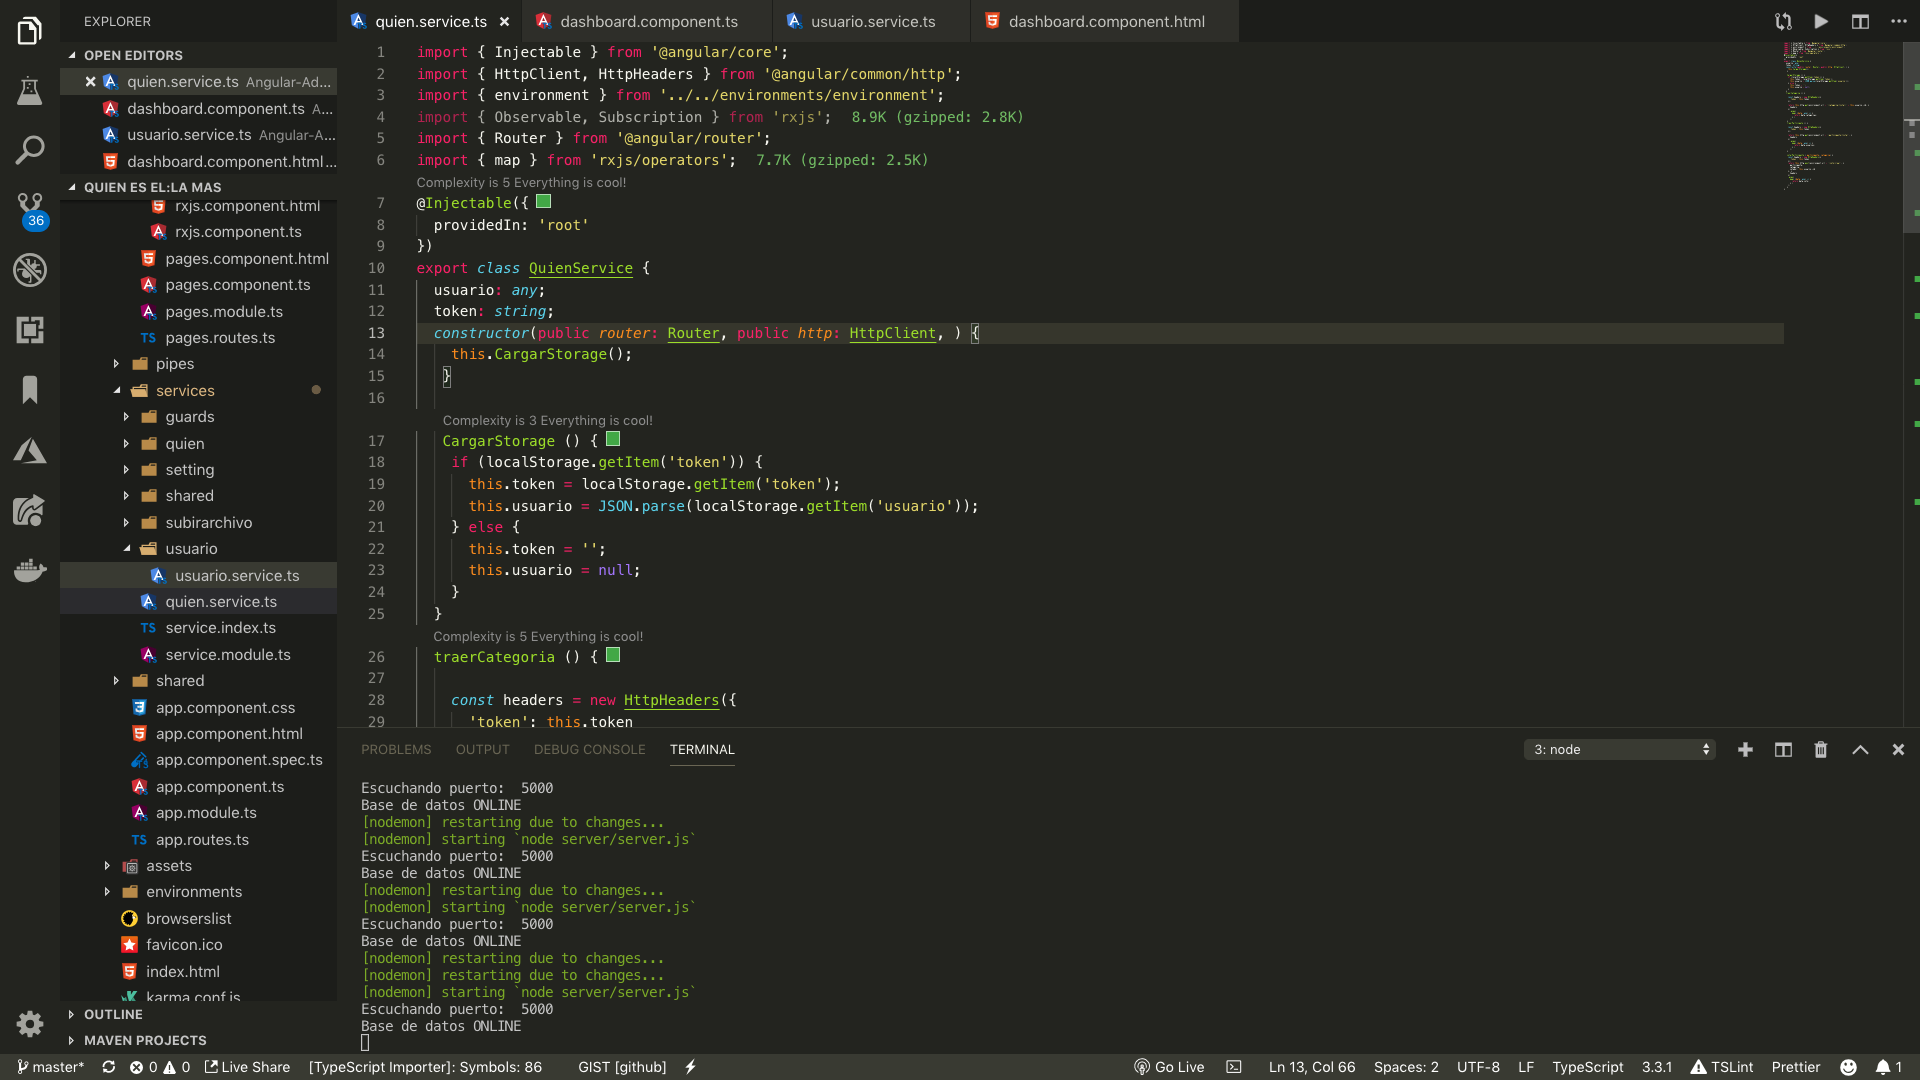 EXPLORER
OPEN EDITORS
quien.service.ts Angular-Ad...
dashboard.component.ts A...
usuario.service.ts Angular-A...
dashboard.component.html...
QUIEN ES EL:LA MAS
rxjs.component.html
rxjs.component.ts
pages.component.html
pages.component.ts
pages.module.ts
TS pages.routes.ts
pipes
services
guards
quien
setting
shared
subirarchivo
usuario
usuario.service.ts
quien.service.ts
TS service.index.ts
service.module.ts
shared
app.component.css
app.component.html
app.component.spec.ts
app.component.ts
app.module.ts
TS app.routes.ts
assets
environments
browserslist
favicon.ico
index.html
karma.conf.js
OUTLINE
MAVEN PROJECTS
36
quien.service.ts dashboard.component.ts usuario.service.ts dashboard.component.html
1 import { Injectable } from '@angular/core';
2 import { HttpClient, HttpHeaders } from '@angular/common/http';
3 import { environment } from '../../environments/environment';
4 import { Observable, Subscription } from 'rxjs'; 8.9K (gzipped: 2.8K)
5 import { Router } from '@angular/router';
6 import { map } from 'rxjs/operators'; 7.7K (gzipped: 2.5K)
Complexity is 5 Everything is cool!
7 @Injectable({
8 providedIn: 'root'
9 })
10 export class QuienService {
11 usuario: any;
12 token: string;
13 constructor(public router: Router, public http: HttpClient, ) {
14 this.CargarStorage();
15 }
16
Complexity is 3 Everything is cool!
17 CargarStorage () {
18 if (localStorage.getItem('token')) {
19 this.token = localStorage.getItem('token');
20 this.usuario = JSON.parse(localStorage.getItem('usuario'));
21 } else {
22 this.token = '';
23 this.usuario = null;
24 }
25 }
Complexity is 5 Everything is cool!
26 traerCategoria () {
27
28 const headers = new HttpHeaders({
29 'token': this.token
PROBLEMS OUTPUT DEBUG CONSOLE TERMINAL 3: node
Escuchando puerto:  5000
Base de datos ONLINE
[nodemon] restarting due to changes...
[nodemon] starting `node server/server.js`
Escuchando puerto:  5000
Base de datos ONLINE
[nodemon] restarting due to changes...
[nodemon] starting `node server/server.js`
Escuchando puerto:  5000
Base de datos ONLINE
[nodemon] restarting due to changes...
[nodemon] restarting due to changes...
[nodemon] starting `node server/server.js`
Escuchando puerto:  5000
Base de datos ONLINE
master* 0 0 Live Share [TypeScript Importer]: Symbols: 86 GIST [github] Go Live Ln 13, Col 66 Spaces: 2 UTF-8 LF TypeScript 3.3.1 TSLint Prettier 1